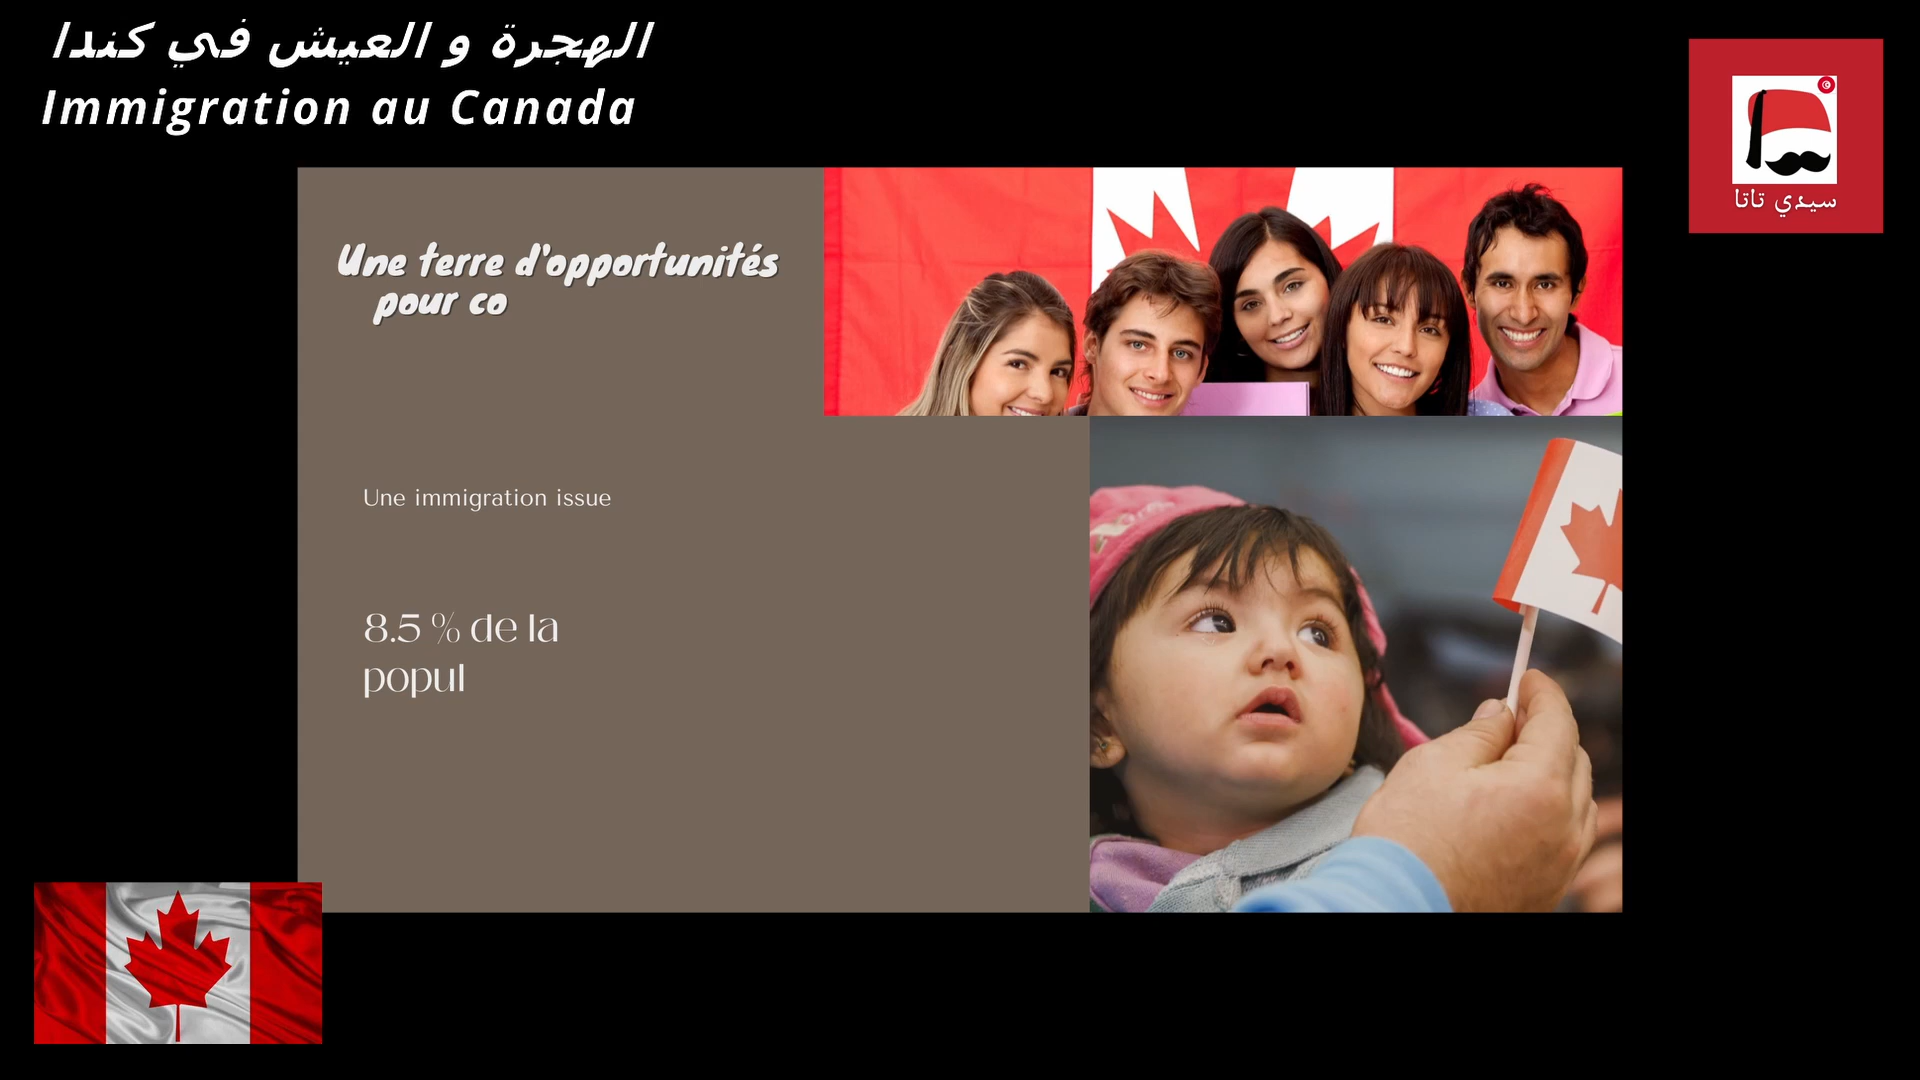 الهجرة و العيش في كندا
Immigration au Canada
سيدي تاتا
Une terre d'opportunités
pour co
Une immigration issue
8.5 % de la
popul